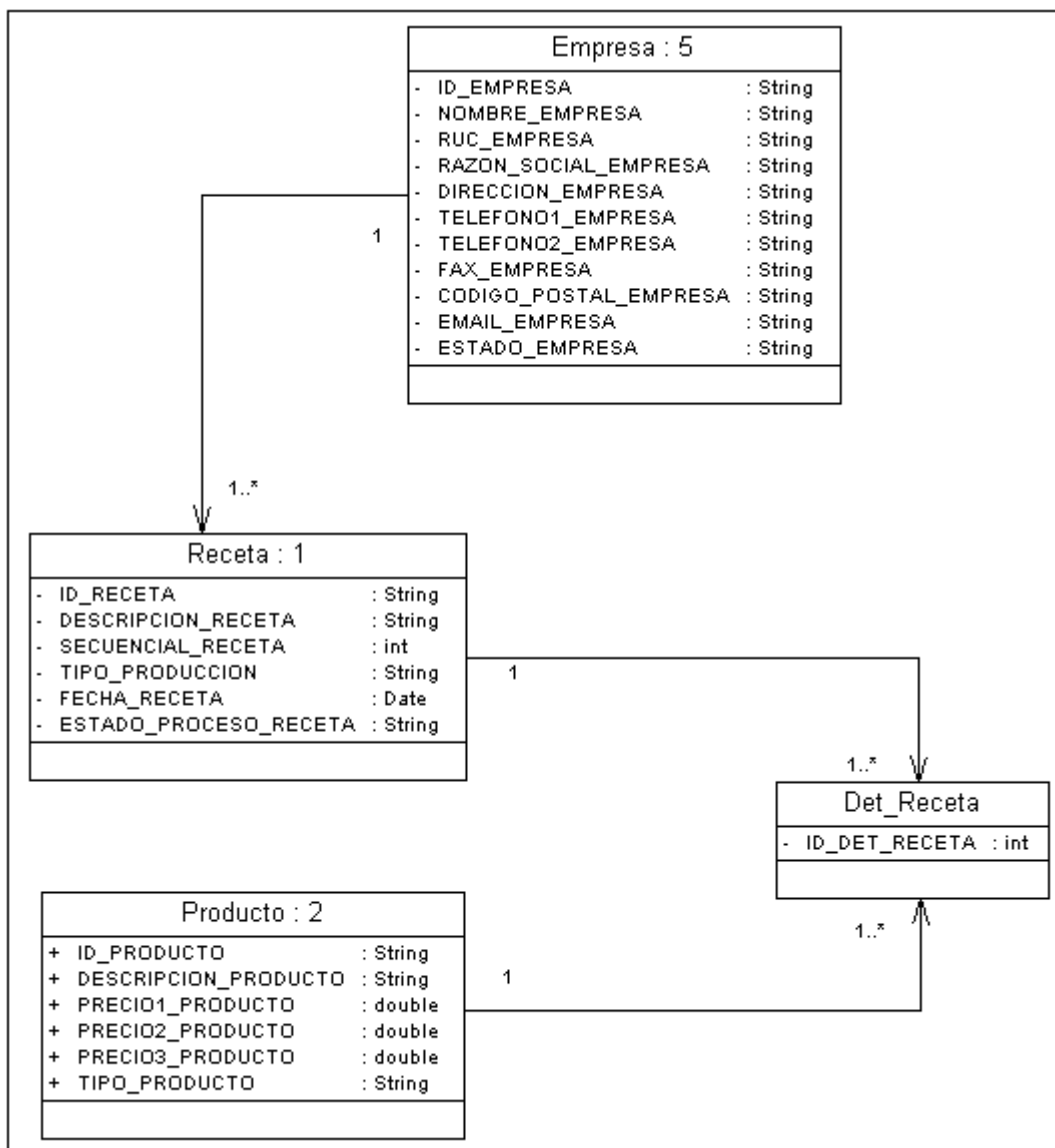 Empresa : 5
- ID_EMPRESA : String
- NOMBRE_EMPRESA : String
- RUC_EMPRESA : String
- RAZON_SOCIAL_EMPRESA : String
- DIRECCION_EMPRESA : String
- TELEFONO1_EMPRESA : String
- TELEFONO2_EMPRESA : String
- FAX_EMPRESA : String
- CODIGO_POSTAL_EMPRESA : String
- EMAIL_EMPRESA : String
- ESTADO_EMPRESA : String
1
1..*
Receta : 1
- ID_RECETA : String
- DESCRIPCION_RECETA : String
- SECUENCIAL_RECETA : int
- TIPO_PRODUCCION : String
- FECHA_RECETA : Date
- ESTADO_PROCESO_RECETA : String
1
1..*
Det_Receta
- ID_DET_RECETA : int
Producto : 2
+ ID_PRODUCTO : String
+ DESCRIPCION_PRODUCTO : String
+ PRECIO1_PRODUCTO : double
+ PRECIO2_PRODUCTO : double
+ PRECIO3_PRODUCTO : double
+ TIPO_PRODUCTO : String
1
1..*